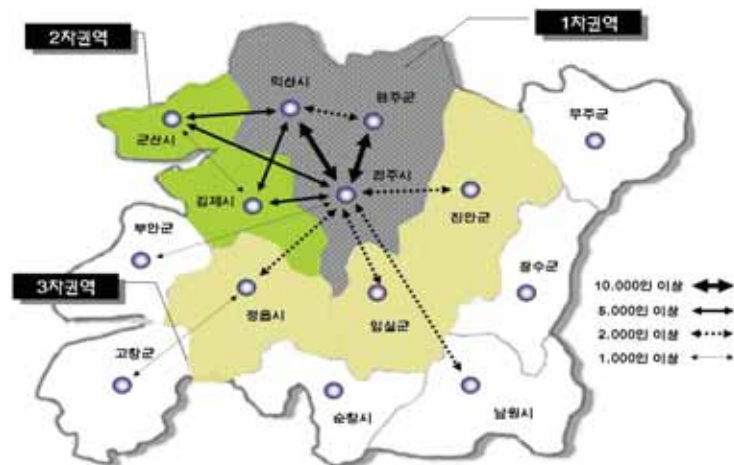 1차권역
2차권역
익산시
완주군
무주군
군산시
전주시
김제시
진안군
부안군
장수군
3차권역
10.000인 이상
정읍시
임실군
5.000인 이상
2.000인 이상
고창군
1.000인 이상
순창시
남원시